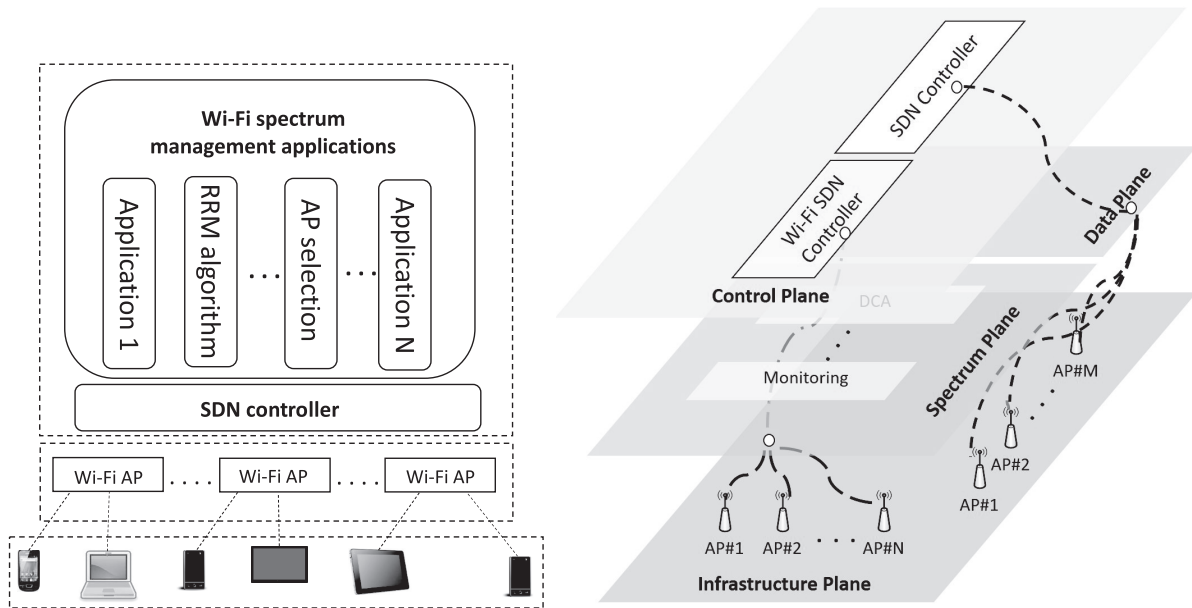 Wi-Fi spectrum
management applications
Application 1
RRM algorithm
...
AP selection
...
Application N
SDN controller
Wi-Fi AP
....
Wi-Fi AP
....
Wi-Fi AP
SDN Controller
Wi-Fi SDN
Controller
Control Plane
Data Plane
DCA
...
Monitoring
Spectrum Plane
AP#M
....
AP#2
AP#1
AP#1
AP#2
....
AP#N
Infrastructure Plane